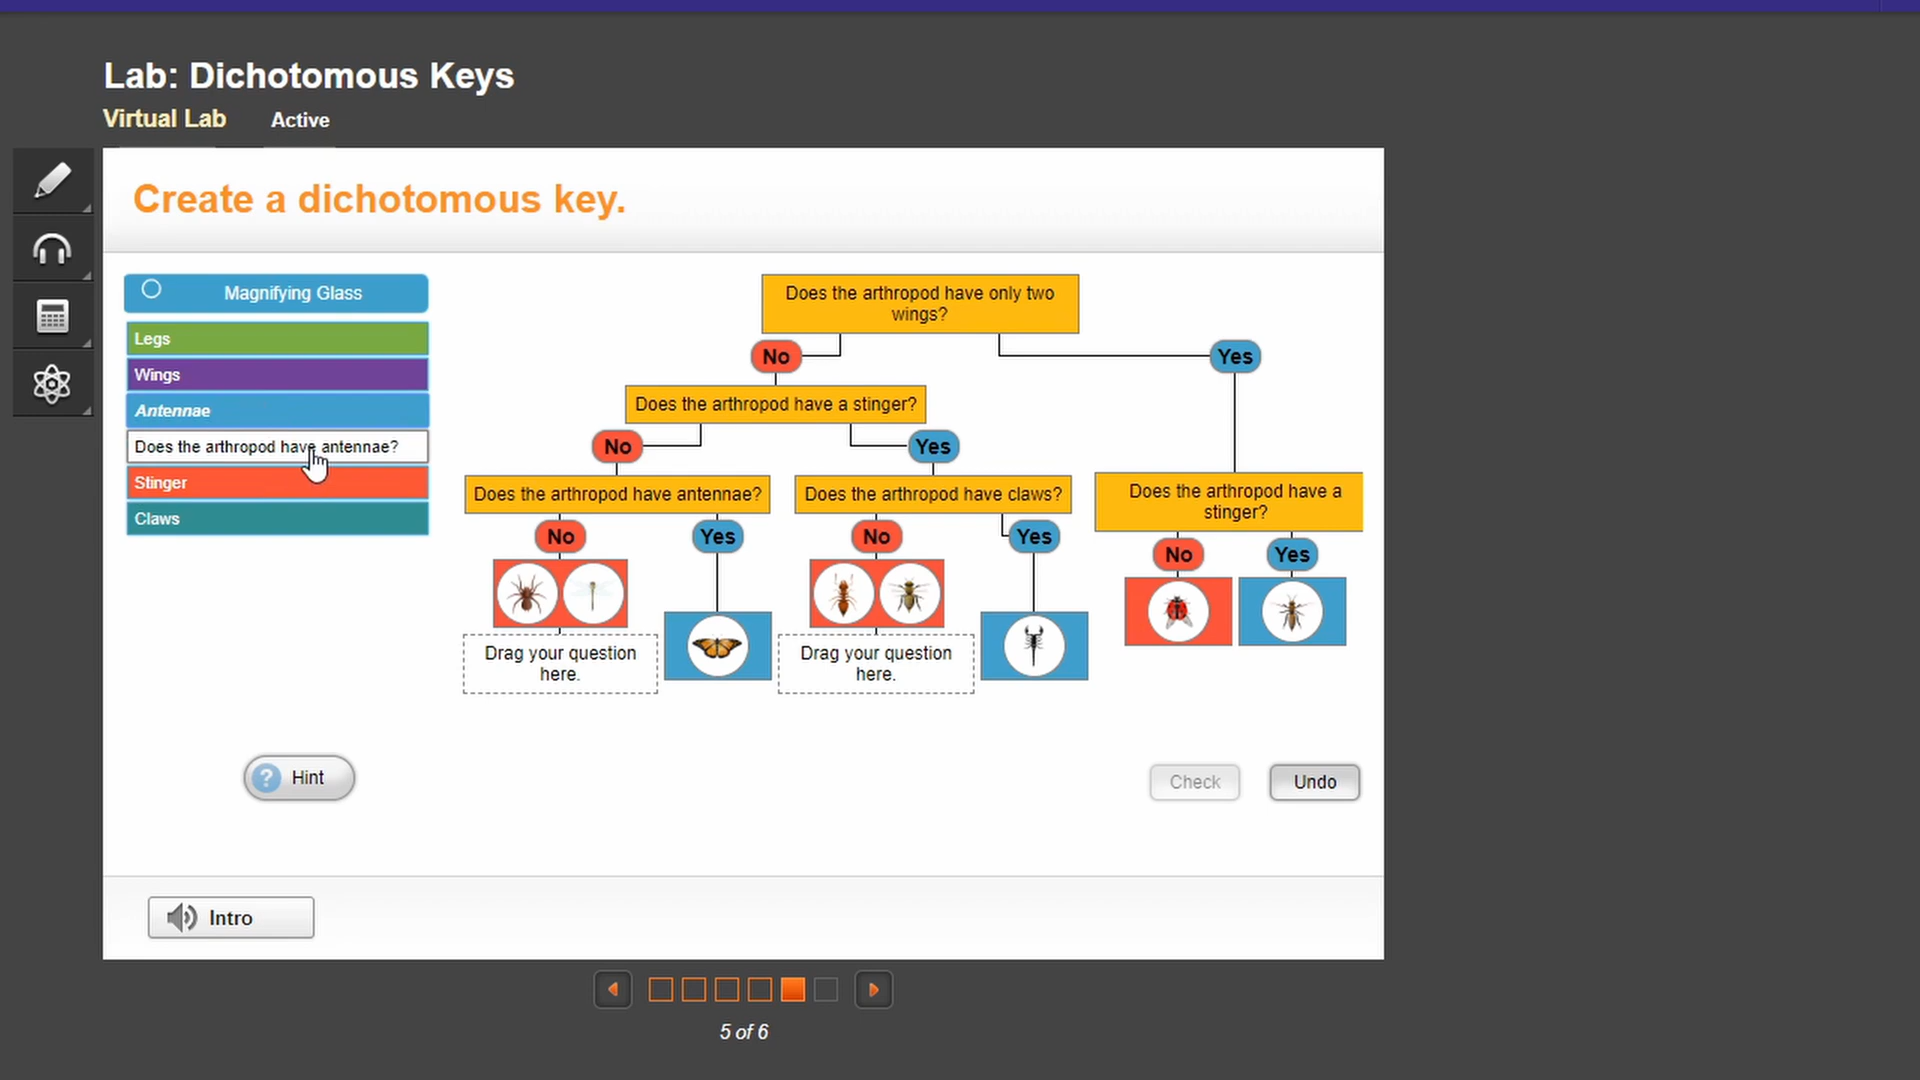 Lab: Dichotomous Keys
Virtual Lab
Active
Create a dichotomous key.
Magnifying Glass
Legs
Wings
Antennae
Does the arthropod have antennae?
Stinger
Claws
Does the arthropod have only two
wings?
No
Yes
Does the arthropod have a stinger?
No
Yes
Does the arthropod have antennae?
Does the arthropod have claws?
Does the arthropod have a
stinger?
No
Yes
No
Yes
No
Yes
Drag your question
here.
Drag your question
here.
? Hint
Check
Undo
Intro
5 of 6